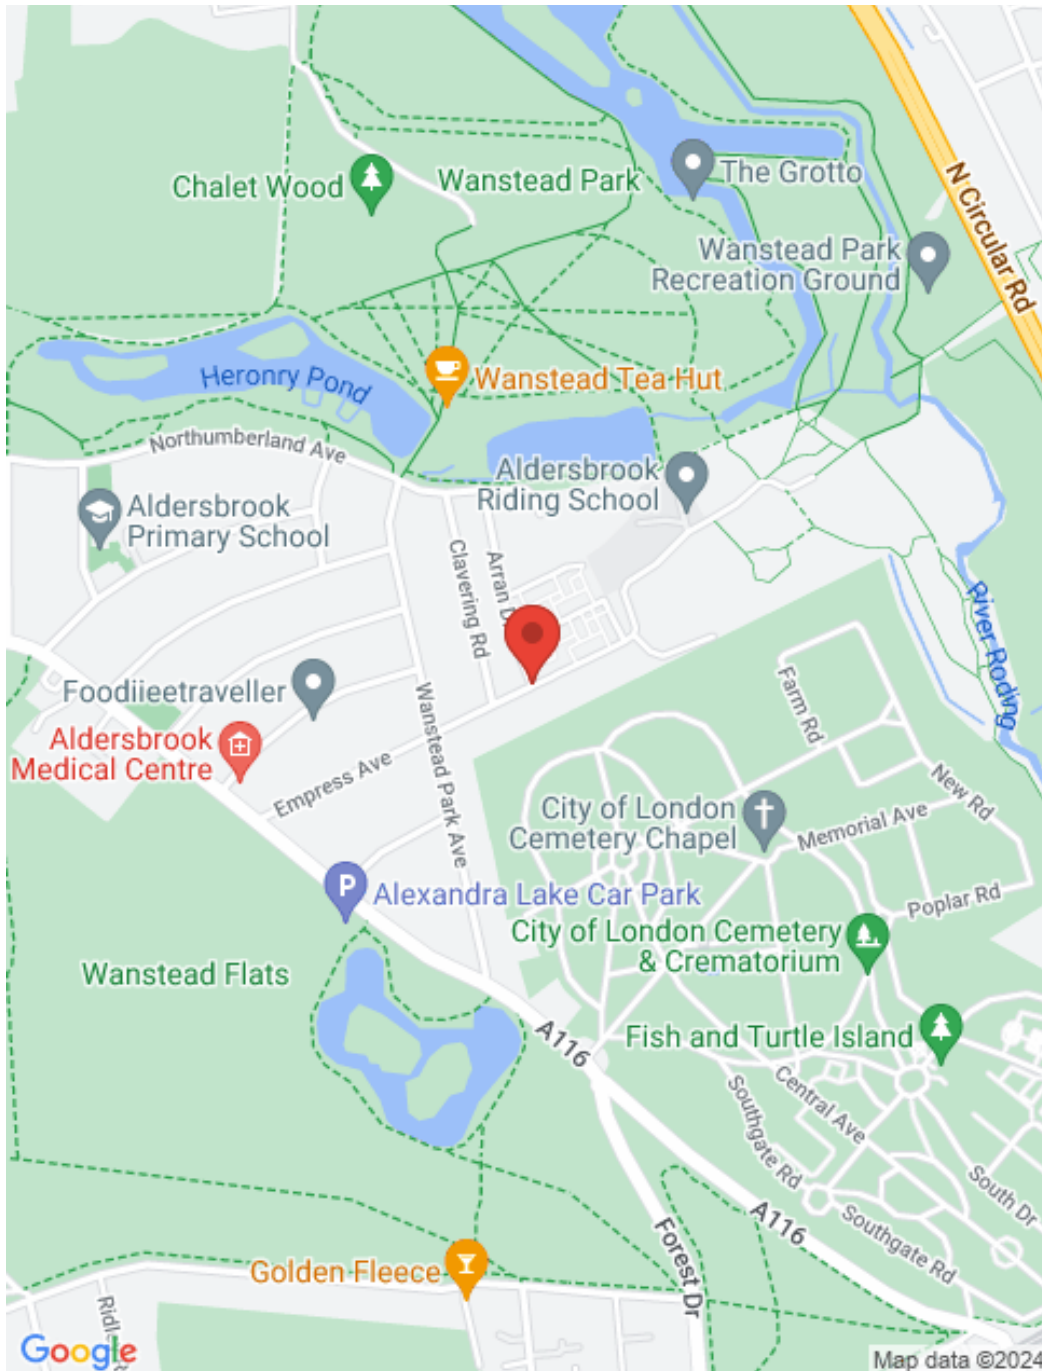 Chalet Wood
Wanstead Park
The Grotto
N Circular Rd
Wanstead Park
Recreation Ground
Heronry Pond
Wanstead Tea Hut
Northumberland Ave
Aldersbrook
Riding School
Aldersbrook
Primary School
Clavering Rd
Arran D
River Roding
Foodiieetraveller
Farm Rd
Wanstead Park Ave
Aldersbrook
Medical Centre
Empress Ave
New Rd
City of London
Cemetery Chapel
Memorial Ave
P
Alexandra Lake Car Park
Poplar Rd
City of London Cemetery
& Crematorium
Wanstead Flats
A116
Fish and Turtle Island
Central Ave
Southgate Rd
South Dr
A116
Southgate Rd
Forest Dr
Golden Fleece
Google
Map data ©2024